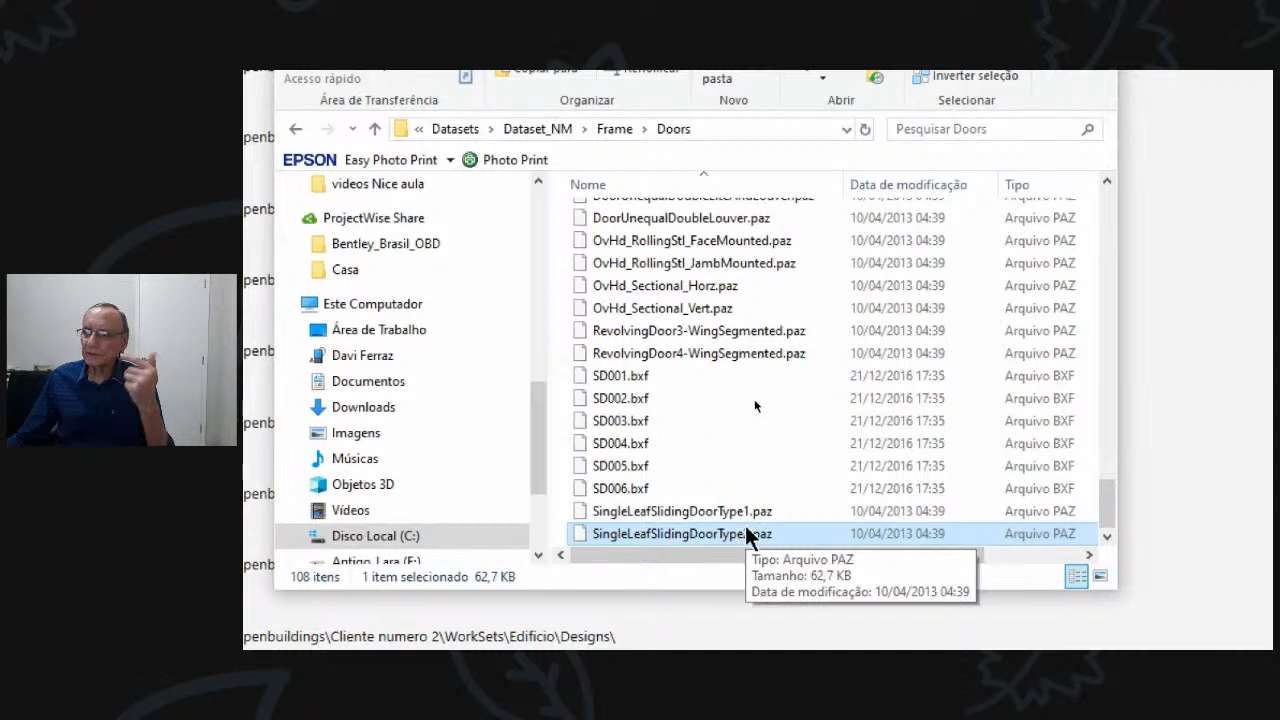 Acesso rápido
pasta
Inverter seleção
Área de Transferência
Organizar
Novo
Abrir
Selecionar
« Datasets > Dataset_NM > Frame > Doors
Pesquisar Doors
EPSON Easy Photo Print Photo Print
penb
penb
penb
penb
penb
penb
penb
videos Nice aula
ProjectWise Share
Bentley_Brasil_OBD
Casa
Este Computador
Área de Trabalho
Davi Ferraz
Documentos
Downloads
Imagens
Músicas
Objetos 3D
Vídeos
Disco Local (C:)
Nome Data de modificação Tipo
DoorUnequalDoubleLouver.paz 10/04/2013 04:39 Arquivo PAZ
OvHd_RollingStl_FaceMounted.paz 10/04/2013 04:39 Arquivo PAZ
OvHd_RollingStl_JambMounted.paz 10/04/2013 04:39 Arquivo PAZ
OvHd_Sectional_Horz.paz 10/04/2013 04:39 Arquivo PAZ
OvHd_Sectional_Vert.paz 10/04/2013 04:39 Arquivo PAZ
RevolvingDoor3-WingSegmented.paz 10/04/2013 04:39 Arquivo PAZ
RevolvingDoor4-WingSegmented.paz 10/04/2013 04:39 Arquivo PAZ
SD001.bxf 21/12/2016 17:35 Arquivo BXF
SD002.bxf 21/12/2016 17:35 Arquivo BXF
SD003.bxf 21/12/2016 17:35 Arquivo BXF
SD004.bxf 21/12/2016 17:35 Arquivo BXF
SD005.bxf 21/12/2016 17:35 Arquivo BXF
SD006.bxf 21/12/2016 17:35 Arquivo BXF
SingleLeafSlidingDoorType1.paz 10/04/2013 04:39 Arquivo PAZ
10/04/2013 04:39 Arquivo PAZ
Tipo: Arquivo PAZ
Tamanho: 62,7 KB
Data de modificação: 10/04/2013 04:39
108 itens 1 item selecionado 62,7 KB
penbuildings\Cliente numero 2\WorkSets\Edificio\Designs\